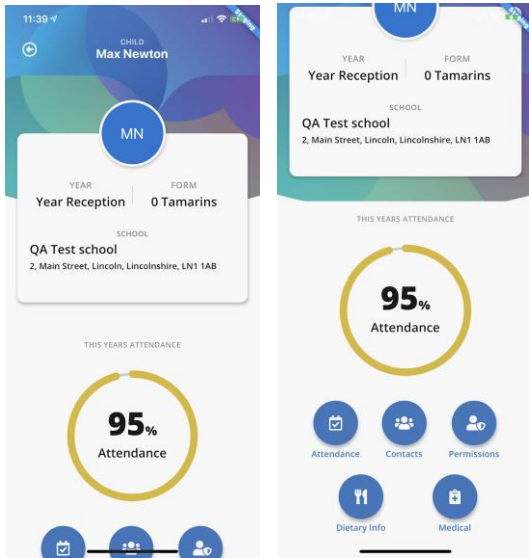 11:39
CHILD
Max Newton
MN
YEAR FORM
Year Reception 0 Tamarins
SCHOOL
QA Test school
2, Main Street, Lincoln, Lincolnshire, LN1 1AB
THIS YEARS ATTENDANCE
95%
Attendance
11:39
MN
YEAR FORM
Year Reception 0 Tamarins
SCHOOL
QA Test school
2, Main Street, Lincoln, Lincolnshire, LN1 1AB
THIS YEARS ATTENDANCE
95%
Attendance
Attendance Contacts Permissions
Dietary Info Medical